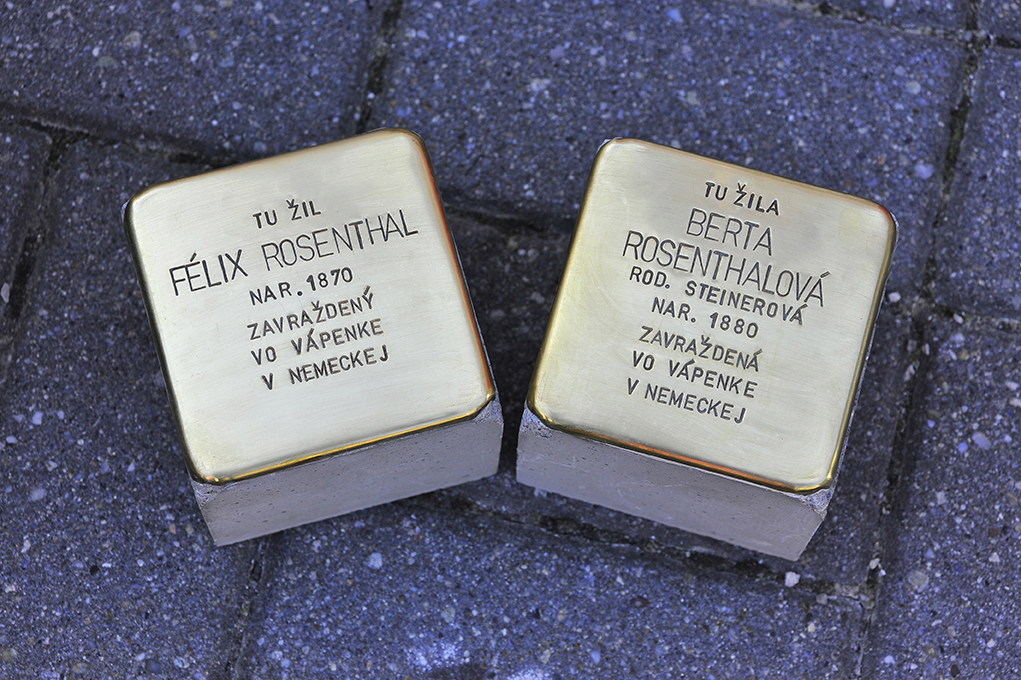 TU ŽIL
FÉLIX ROSENTHAL
NAR. 1870
ZAVRAŽDENÝ
VO VÁPENKE
V NEMECKEJ
TU ŽILA
BERTA
ROSENTHALOVÁ
ROD. STEINEROVÁ
NAR. 1880
ZAVRAŽDENÁ
VO VÁPENKE
V NEMECKEJ